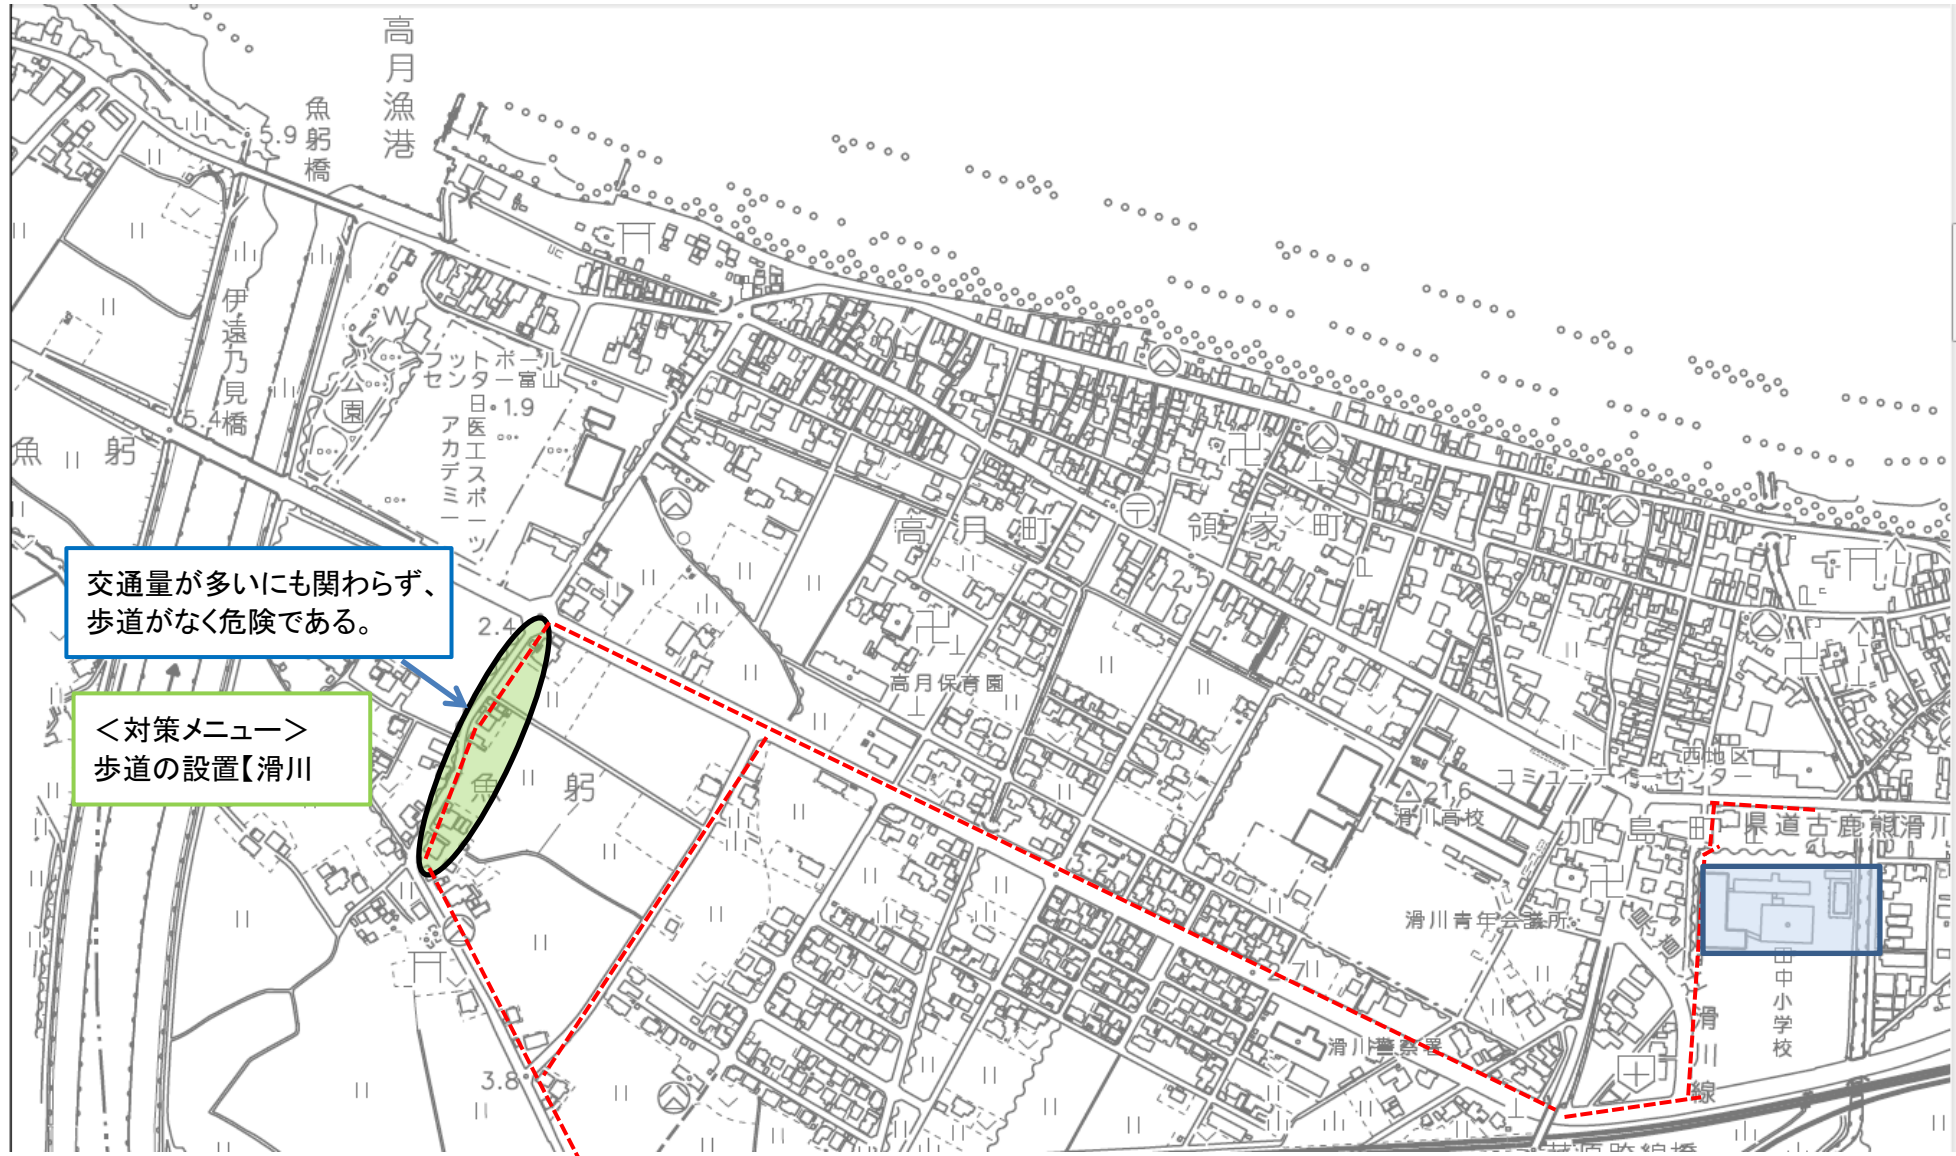 高月漁港
魚躬橋
5.9
伊遠乃見橋
5.4
公園
W
フットボール
センター富山
日医工スポーツ
アカデミー
1.9
2.2
魚躬
高月町
領家町
2.5
交通量が多いにも関わらず、
歩道がなく危険である。
2.4
高月保育園
<対策メニュー>
歩道の設置【滑川
魚躬
西地区
コミュニティーセンター
21.6
滑川高校
加島町
県道古鹿熊滑川
3.2
滑川青年会議所
県道
滑川線
田中小学校
2.7
滑川警察署
3.8